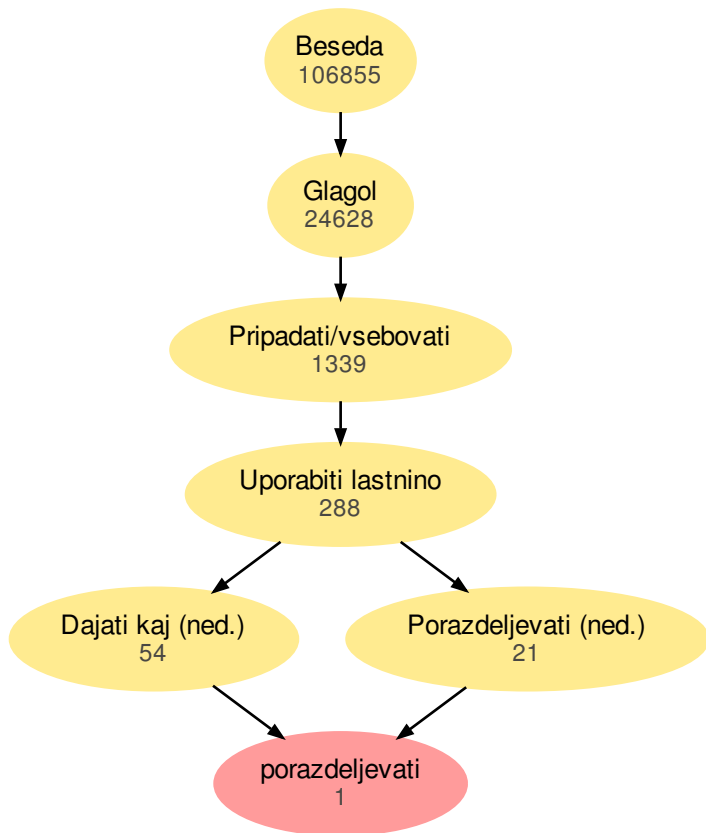 Beseda
106855
Glagol
24628
Pripadati/vsebovati
1339
Uporabiti lastnino
288
Dajati kaj (ned.)
54
Porazdeljevati (ned.)
21
porazdeljevati
1